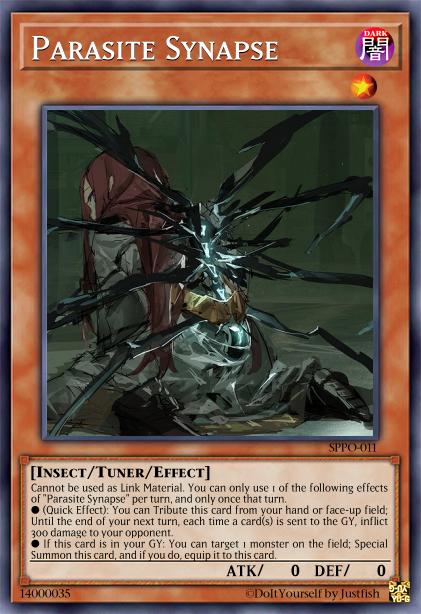 PARASITE SYNAPSE
DARK
闇
SPPO-011
[INSECT/TUNER/EFFECT]
Cannot be used as Link Material. You can only use 1 of the following effects
of "Parasite Synapse" per turn, and only once that turn.
● (Quick Effect): You can Tribute this card from your hand or face-up field;
Until the end of your next turn, each time a card(s) is sent to the GY, inflict
300 damage to your opponent.
● If this card is in your GY: You can target 1 monster on the field; Special
Summon this card, and if you do, equip it to this card.
ATK/ 0 DEF/ 0
14000035 ©DoItYourself by Justfish